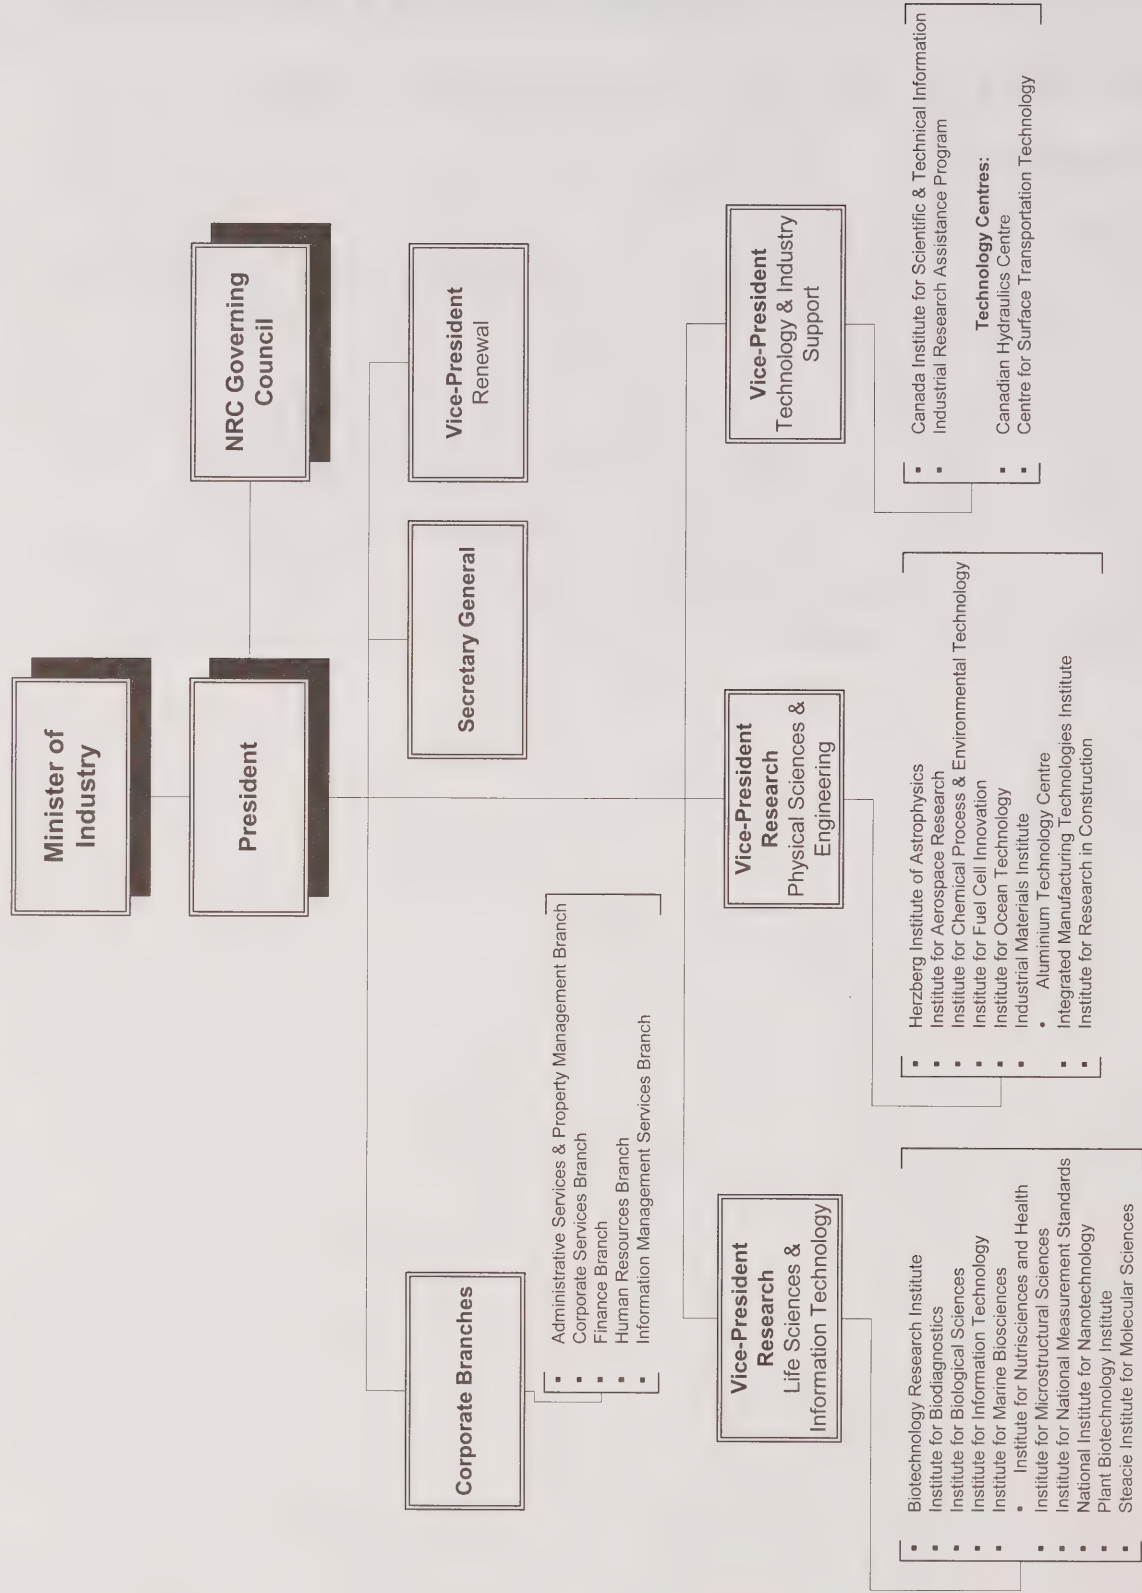 Minister of
Industry
President
NRC Governing
Council
Corporate Branches
Secretary General
Vice-President
Renewal
▪ Administrative Services & Property Management Branch
▪ Corporate Services Branch
▪ Finance Branch
▪ Human Resources Branch
▪ Information Management Services Branch
Vice-President
Research
Life Sciences &
Information Technology
Vice-President
Research
Physical Sciences &
Engineering
Vice-President
Technology & Industry
Support
▪ Biotechnology Research Institute
▪ Institute for Biodiagnostics
▪ Institute for Biological Sciences
▪ Institute for Information Technology
▪ Institute for Marine Biosciences
• Institute for Nutrisciences and Health
▪ Institute for Microstructural Sciences
▪ Institute for National Measurement Standards
▪ National Institute for Nanotechnology
▪ Plant Biotechnology Institute
▪ Steacie Institute for Molecular Sciences
▪ Herzberg Institute of Astrophysics
▪ Institute for Aerospace Research
▪ Institute for Chemical Process & Environmental Technology
▪ Institute for Fuel Cell Innovation
▪ Institute for Ocean Technology
▪ Industrial Materials Institute
• Aluminium Technology Centre
▪ Integrated Manufacturing Technologies Institute
▪ Institute for Research in Construction
▪ Canada Institute for Scientific & Technical Information
▪ Industrial Research Assistance Program
Technology Centres:
▪ Canadian Hydraulics Centre
▪ Centre for Surface Transportation Technology